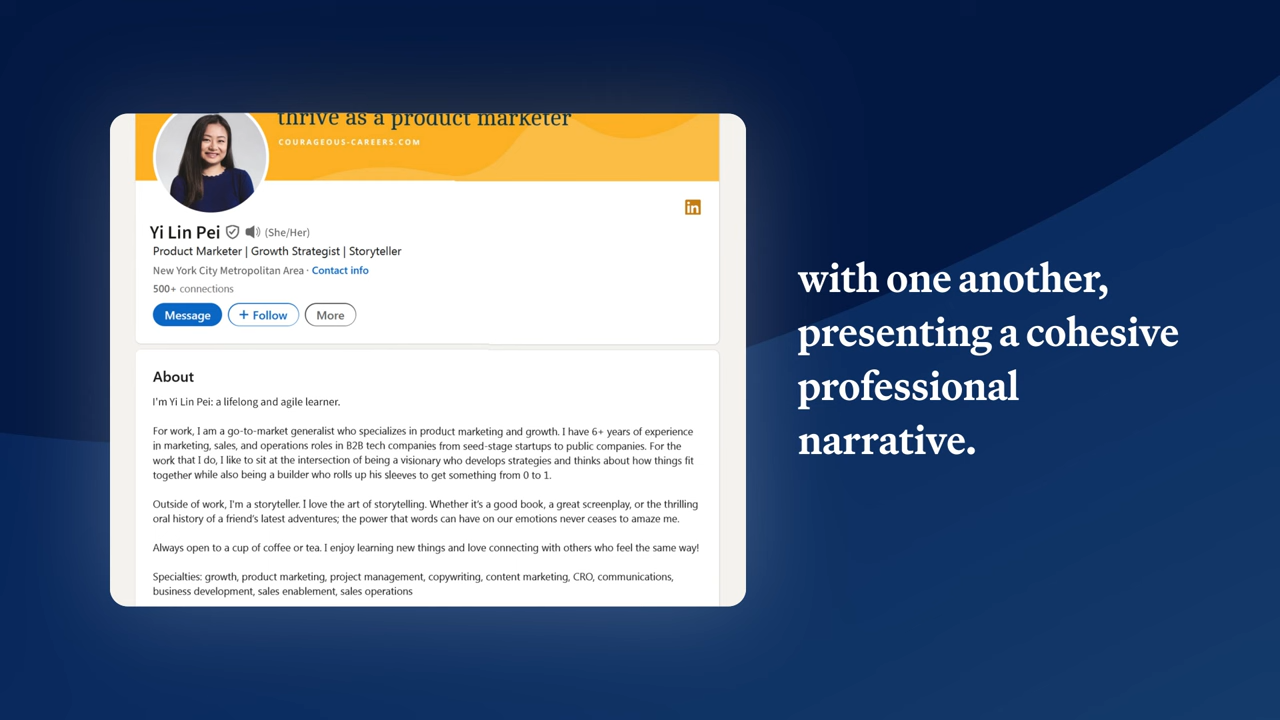 thrive as a product marketer
COURAGEOUS-CAREERS.COM
in
Yi Lin Pei (She/Her)
Product Marketer | Growth Strategist | Storyteller
New York City Metropolitan Area · Contact info
500+ connections
Message + Follow More
About
I'm Yi Lin Pei: a lifelong and agile learner.
For work, I am a go-to-market generalist who specializes in product marketing and growth. I have 6+ years of experience
in marketing, sales, and operations roles in B2B tech companies from seed-stage startups to public companies. For the
work that I do, I like to sit at the intersection of being a visionary who develops strategies and thinks about how things fit
together while also being a builder who rolls up his sleeves to get something from 0 to 1.
Outside of work, I'm a storyteller. I love the art of storytelling. Whether it's a good book, a great screenplay, or the thrilling
oral history of a friend's latest adventures; the power that words can have on our emotions never ceases to amaze me.
Always open to a cup of coffee or tea. I enjoy learning new things and love connecting with others who feel the same way!
Specialties: growth, product marketing, project management, copywriting, content marketing, CRO, communications,
business development, sales enablement, sales operations
with one another,
presenting a cohesive
professional
narrative.